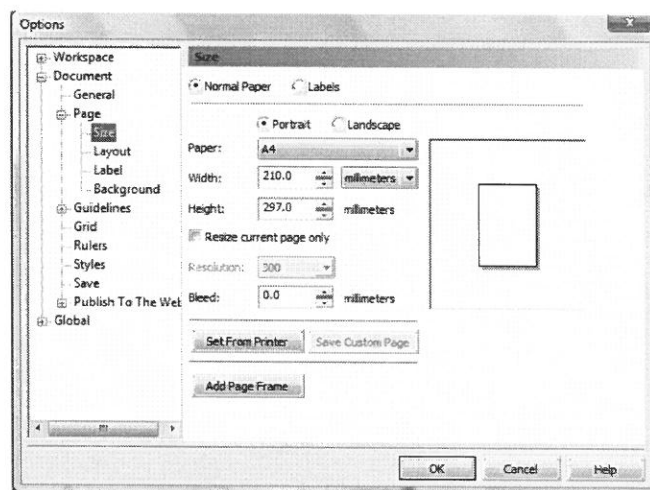 Options
Workspace
Document
General
Page
Size
Layout
Label
Background
Guidelines
Grid
Rulers
Styles
Save
Publish To The Web
Global
Size
Normal Paper Labels
Portrait Landscape
Paper: A4
Width: 210.0 millimeters
Height: 297.0 millimeters
Resize current page only
Resolution: 300
Bleed: 0.0 millimeters
Set From Printer Save Custom Page
Add Page Frame
OK Cancel Help